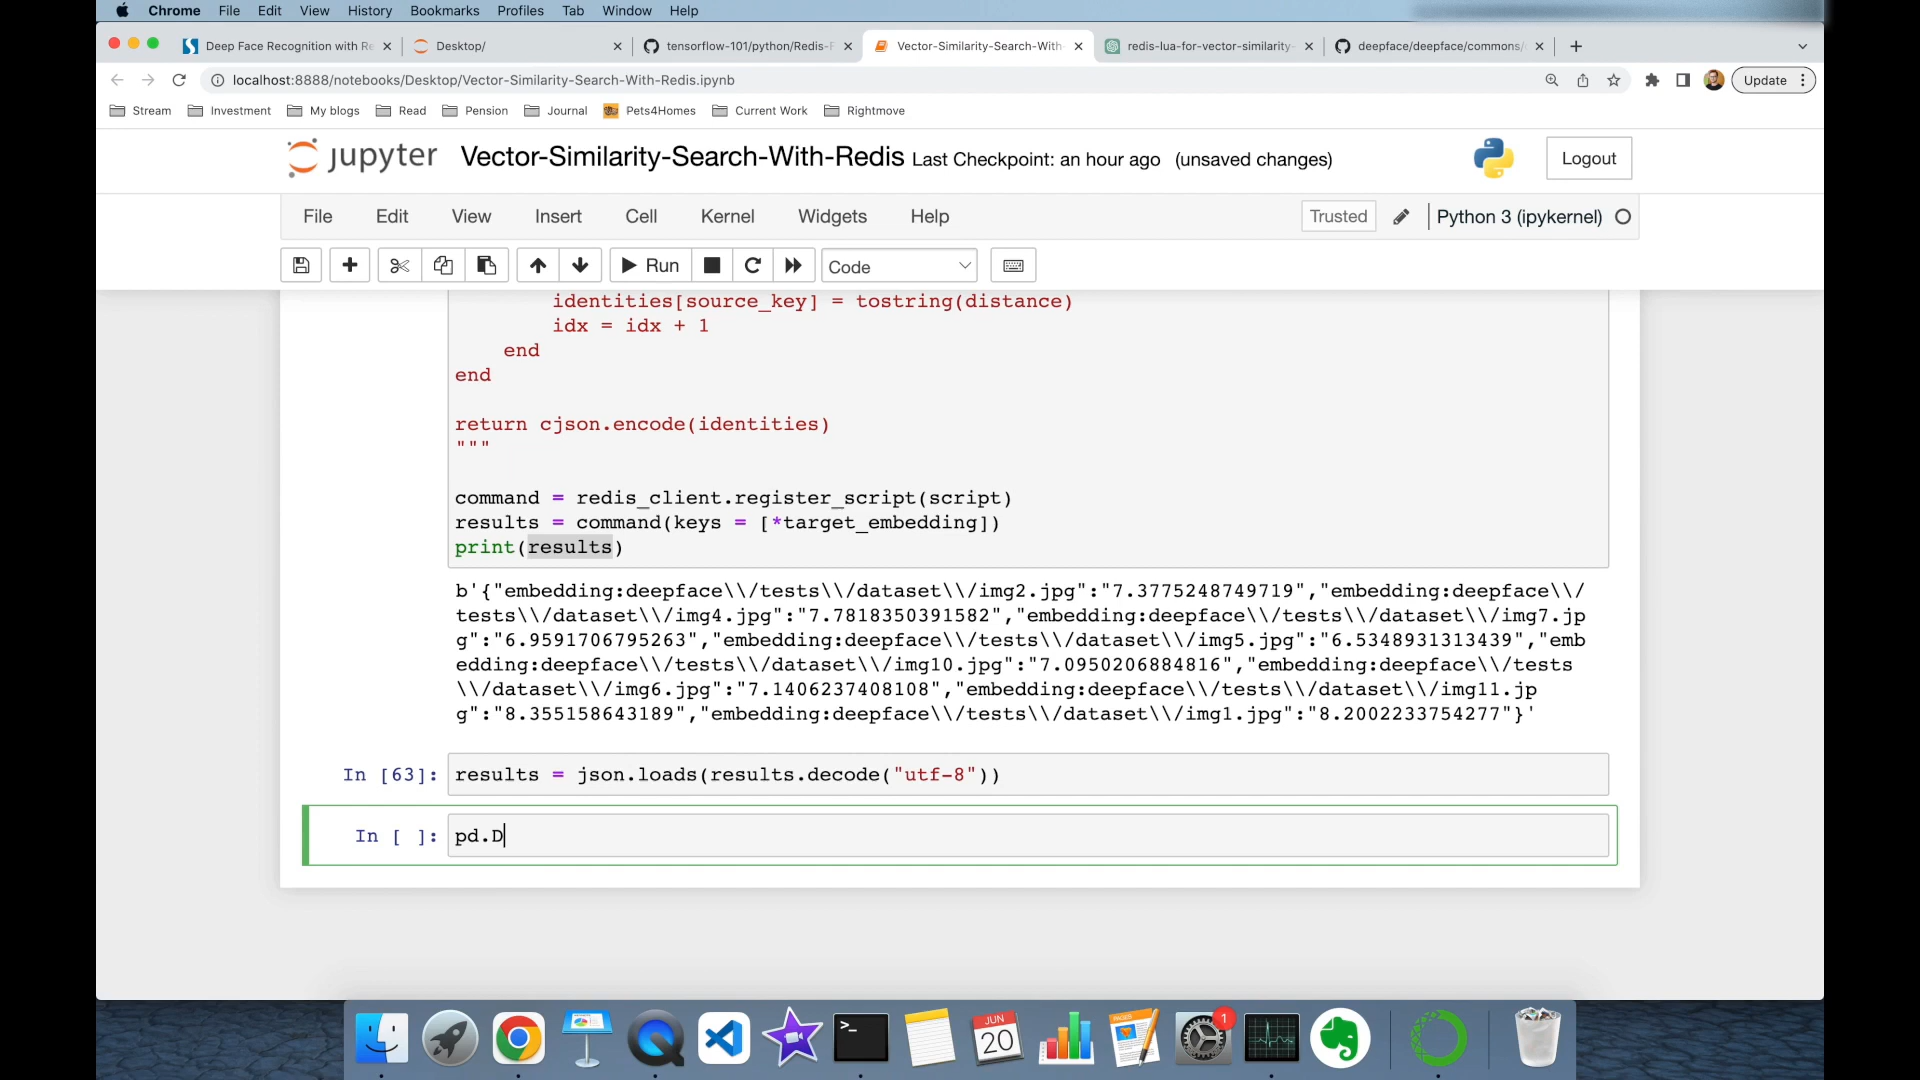 Chrome File Edit View History Bookmarks Profiles Tab Window Help
Deep Face Recognition with Re
Desktop/
tensorflow-101/python/Redis-F
Vector-Similarity-Search-With-
redis-lua-for-vector-similarity-
deepface/deepface/commons/
localhost:8888/notebooks/Desktop/Vector-Similarity-Search-With-Redis.ipynb
Update
Stream Investment My blogs Read Pension Journal Pets4Homes Current Work Rightmove
jupyter Vector-Similarity-Search-With-Redis Last Checkpoint: an hour ago (unsaved changes)
Logout
File Edit View Insert Cell Kernel Widgets Help
Trusted Python 3 (ipykernel)
Run Code
identities[source_key] = tostring(distance)
idx = idx + 1
end
end
return cjson.encode(identities)
"""
command = redis_client.register_script(script)
results = command(keys = [*target_embedding])
print(results)
b'{"embedding:deepface\\/tests\\/dataset\\/img2.jpg":"7.3775248749719","embedding:deepface\\/
tests\\/dataset\\/img4.jpg":"7.7818350391582","embedding:deepface\\/tests\\/dataset\\/img7.jp
g":"6.9591706795263","embedding:deepface\\/tests\\/dataset\\/img5.jpg":"6.5348931313439","emb
edding:deepface\\/tests\\/dataset\\/img10.jpg":"7.0950206884816","embedding:deepface\\/tests
\\/dataset\\/img6.jpg":"7.1406237408108","embedding:deepface\\/tests\\/dataset\\/img11.jp
g":"8.355158643189","embedding:deepface\\/tests\\/dataset\\/img1.jpg":"8.2002233754277"}'
In [63]: results = json.loads(results.decode("utf-8"))
In [ ]: pd.D
JUN
20
1
PAGES